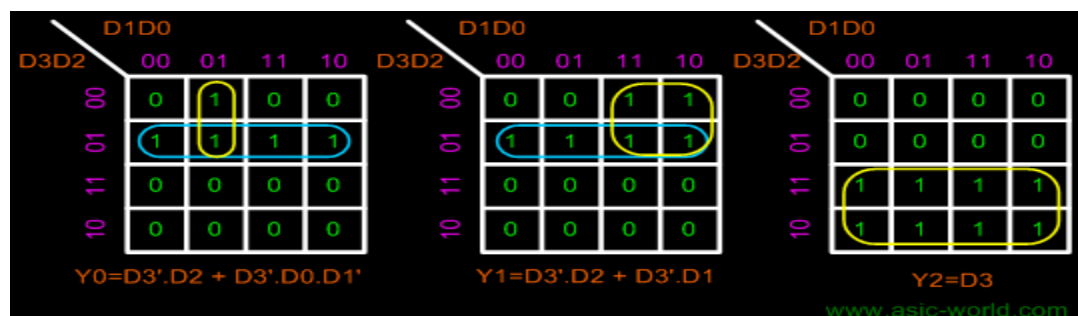 D1D0 D1D0 D1D0
D3D2 00 01 11 10 D3D2 00 01 11 10 D3D2 00 01 11 10
00 0 1 0 0 00 0 0 1 1 00 0 0 0 0
01 1 1 1 1 01 1 1 1 1 01 0 0 0 0
11 0 0 0 0 11 0 0 0 0 11 1 1 1 1
10 0 0 0 0 10 0 0 0 0 10 1 1 1 1
Y0=D3'.D2 + D3'.D0.D1' Y1=D3'.D2 + D3'.D1 Y2=D3
www.asic-world.com